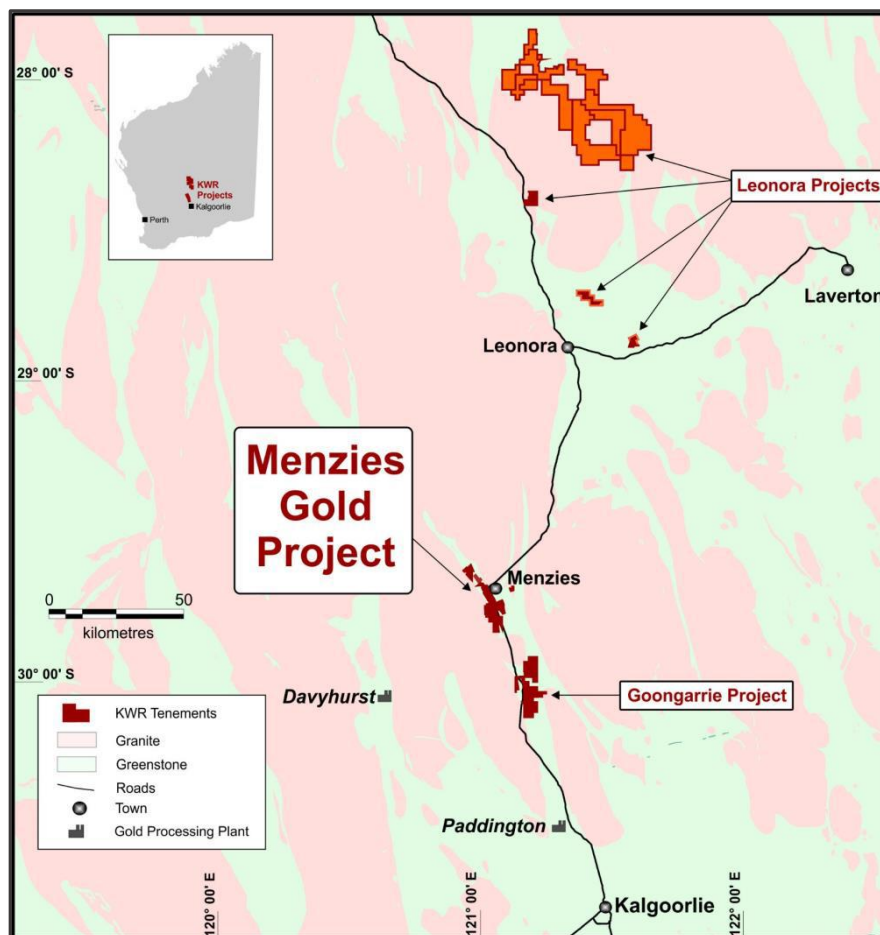 28° 00' S
KWR
Projects
Kalgoorlie
Perth
Leonora Projects
Laverton
Leonora
29° 00' S
Menzies
Gold
Project
Menzies
0 50
kilometres
30° 00' S
Davyhurst
Goongarrie Project
KWR Tenements
Granite
Greenstone
Roads
Town
Gold Processing Plant
Paddington
120° 00' E
121° 00' E
122° 00' E
Kalgoorlie